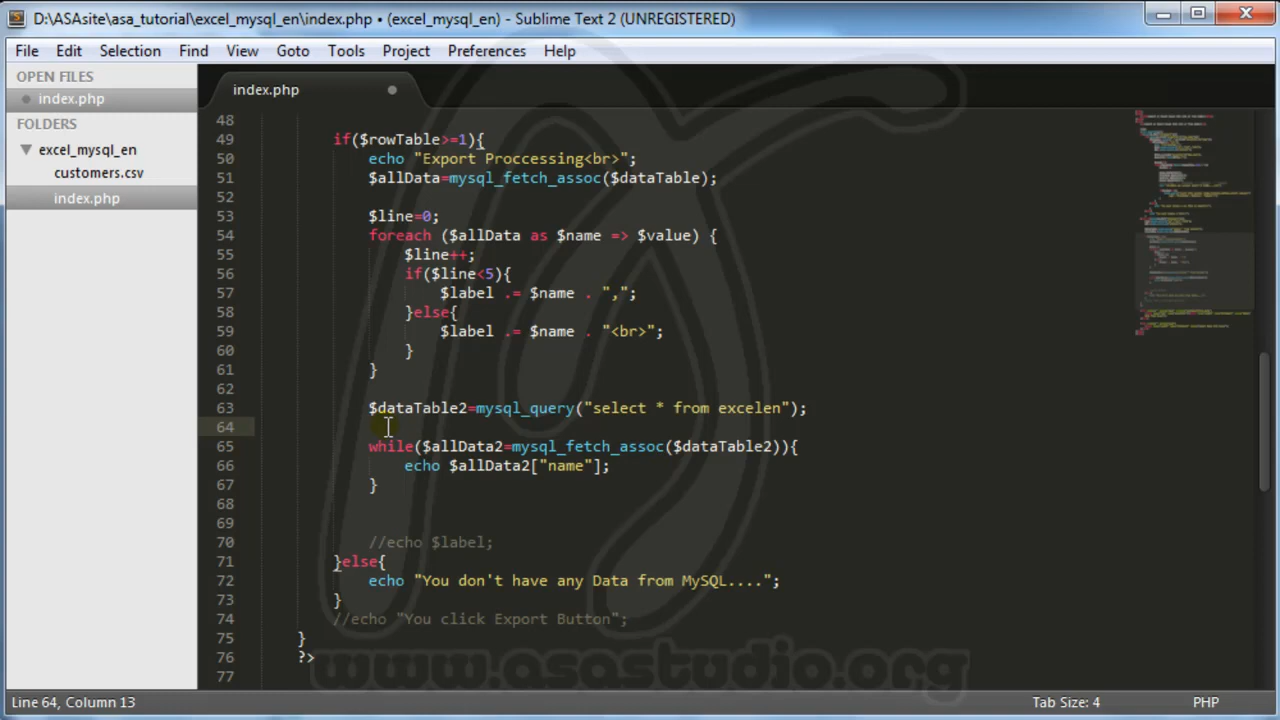 D:\ASAsite\asa_tutorial\excel_mysql_en\index.php • (excel_mysql_en) - Sublime Text 2 (UNREGISTERED)
File Edit Selection Find View Goto Tools Project Preferences Help
OPEN FILES
index.php
FOLDERS
excel_mysql_en
customers.csv
index.php
index.php
48
49 if($rowTable>=1){
50 echo "Export Proccessing<br>";
51 $allData=mysql_fetch_assoc($dataTable);
52
53 $line=0;
54 foreach ($allData as $name => $value) {
55 $line++;
56 if($line<5){
57 $label .= $name . ",";
58 }else{
59 $label .= $name . "<br>";
60 }
61 }
62
63 $dataTable2=mysql_query("select * from excelen");
64
65 while($allData2=mysql_fetch_assoc($dataTable2)){
66 echo $allData2["name"];
67 }
68
69
70 //echo $label;
71 }else{
72 echo "You don't have any Data from MySQL....";
73 }
74 //echo "You click Export Button";
75 }
76 ?>
77
www.asastudio.org
Line 64, Column 13 Tab Size: 4 PHP